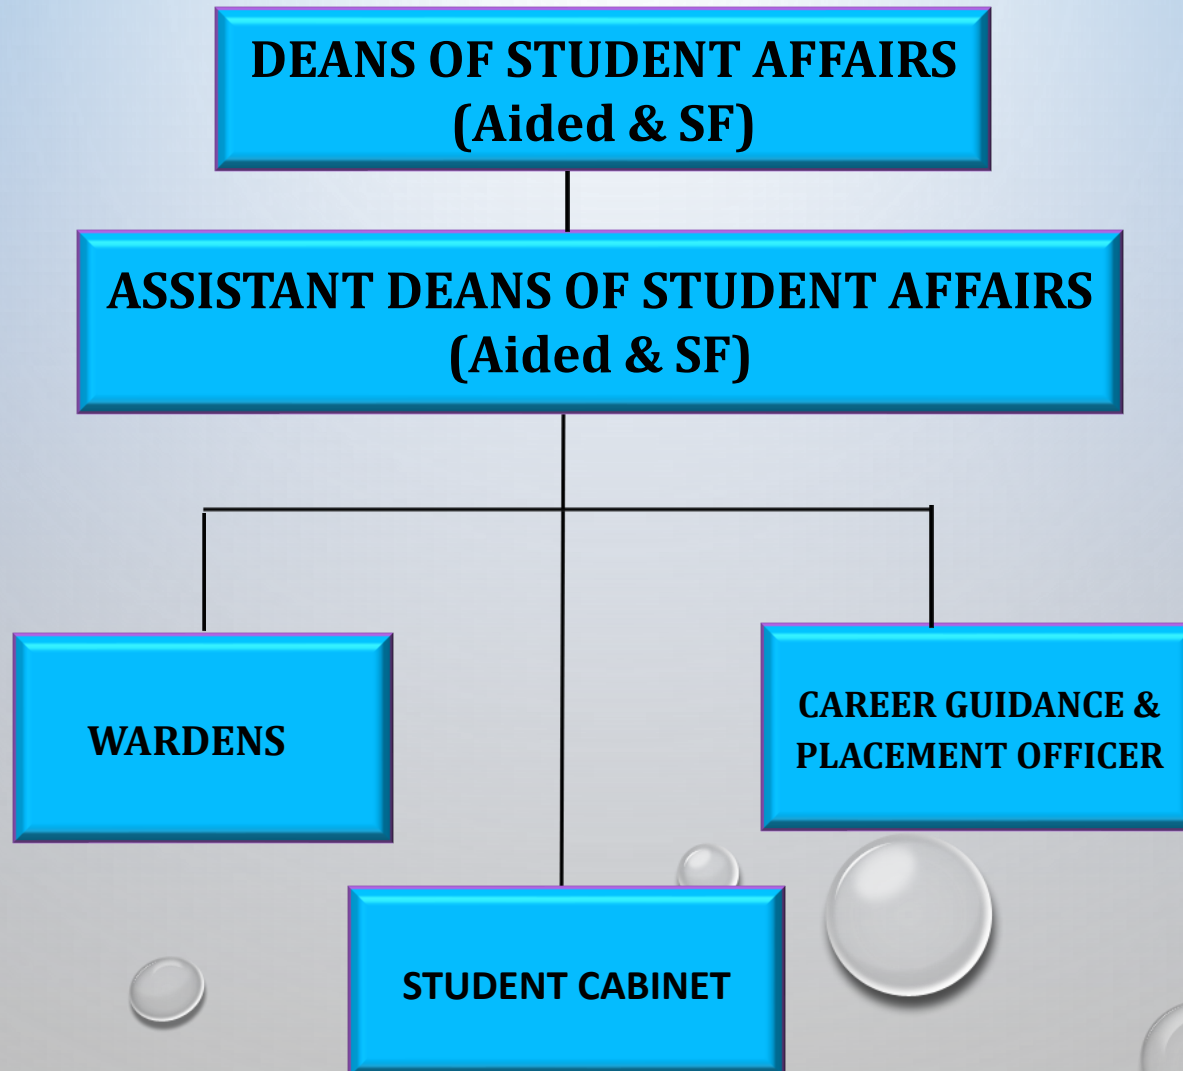 DEANS OF STUDENT AFFAIRS
(Aided & SF)
ASSISTANT DEANS OF STUDENT AFFAIRS
(Aided & SF)
WARDENS
CAREER GUIDANCE &
PLACEMENT OFFICER
STUDENT CABINET